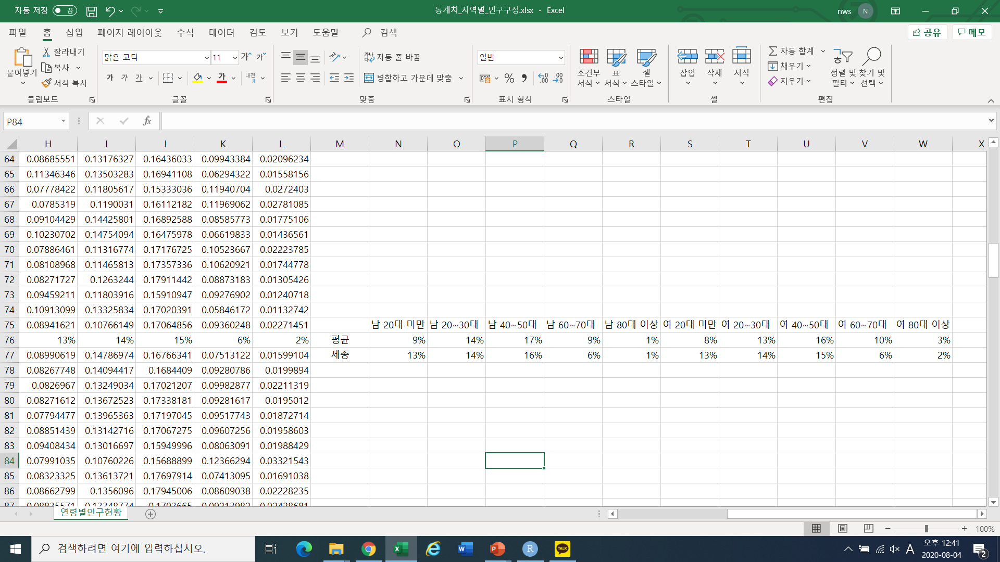 자동 저장 끔 통계치_지역별_인구구성.xlsx - Excel nws N
파일 홈 삽입 페이지 레이아웃 수식 데이터 검토 보기 도움말 검색 공유 메모
붙여넣기 잘라내기 복사 서식 복사 클립보드
맑은 고딕 11 가 가 가 가 가 가 내천 川 글꼴
가나 다 자동 줄 바꿈 병합하고 가운데 맞춤 맞춤
일반 % 표시 형식
조건부 서식 표 서식 셀 스타일 스타일
삽입 삭제 서식 셀
자동 합계 채우기 지우기 정렬 및 필터 찾기 및 선택 편집
P84 fx
H I J K L M N O P Q R S T U V W X
64 0.08685551 0.13176327 0.16436033 0.09943384 0.02096234
65 0.11346346 0.13503283 0.16941108 0.06294322 0.01558156
66 0.07778422 0.11805617 0.15333036 0.11940704 0.0272403
67 0.0785319 0.1190031 0.16112182 0.11969062 0.02781085
68 0.09104429 0.14425801 0.16892588 0.08585773 0.01775106
69 0.10230702 0.14754094 0.16475978 0.06619833 0.01436561
70 0.07886461 0.11316774 0.17176725 0.10523667 0.02223785
71 0.08108968 0.11465813 0.17357336 0.10620921 0.01744778
72 0.08271727 0.1263244 0.17911442 0.08873183 0.01305426
73 0.09459211 0.11803916 0.15910947 0.09276902 0.01240718
74 0.10913099 0.13325834 0.17020391 0.05846172 0.01132742
75 0.08941621 0.10766149 0.17064856 0.09360248 0.02271451 남 20대 미만 남 20~30대 남 40~50대 남 60~70대 남 80대 이상 여 20대 미만 여 20~30대 여 40~50대 여 60~70대 여 80대 이상
76 13% 14% 15% 6% 2% 평균 9% 14% 17% 9% 1% 8% 13% 16% 10% 3%
77 0.08990619 0.14786974 0.16766341 0.07513122 0.01599104 세종 13% 14% 16% 6% 1% 13% 14% 15% 6% 2%
78 0.08267748 0.14094417 0.1684409 0.09280786 0.0199894
79 0.0826967 0.13249034 0.17021207 0.09982877 0.02211319
80 0.08271612 0.13672523 0.17338181 0.09281617 0.0195012
81 0.07794477 0.13965363 0.17197045 0.09517743 0.01872714
82 0.08851439 0.13142716 0.17067275 0.09607256 0.01958603
83 0.09408434 0.13016697 0.15949996 0.08063091 0.01988429
84 0.07991035 0.10760226 0.15688899 0.12366294 0.03321543
85 0.08323325 0.13613721 0.17697914 0.07413095 0.01691038
86 0.08662799 0.1356096 0.17945006 0.08609038 0.02228235
87 0.08835571 0.13348774 0.1703665 0.09213982 0.02428681
연령별인구현황
100%
검색하려면 여기에 입력하십시오. A 오후 12:41
2020-08-04 2